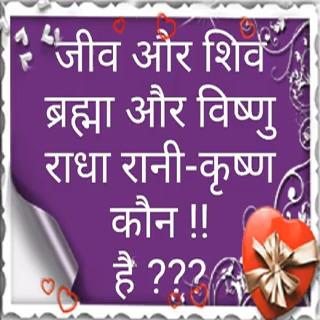 जीव और शिव
ब्रह्मा और विष्णु
राधा रानी-कृष्ण
कौन !!
है ???